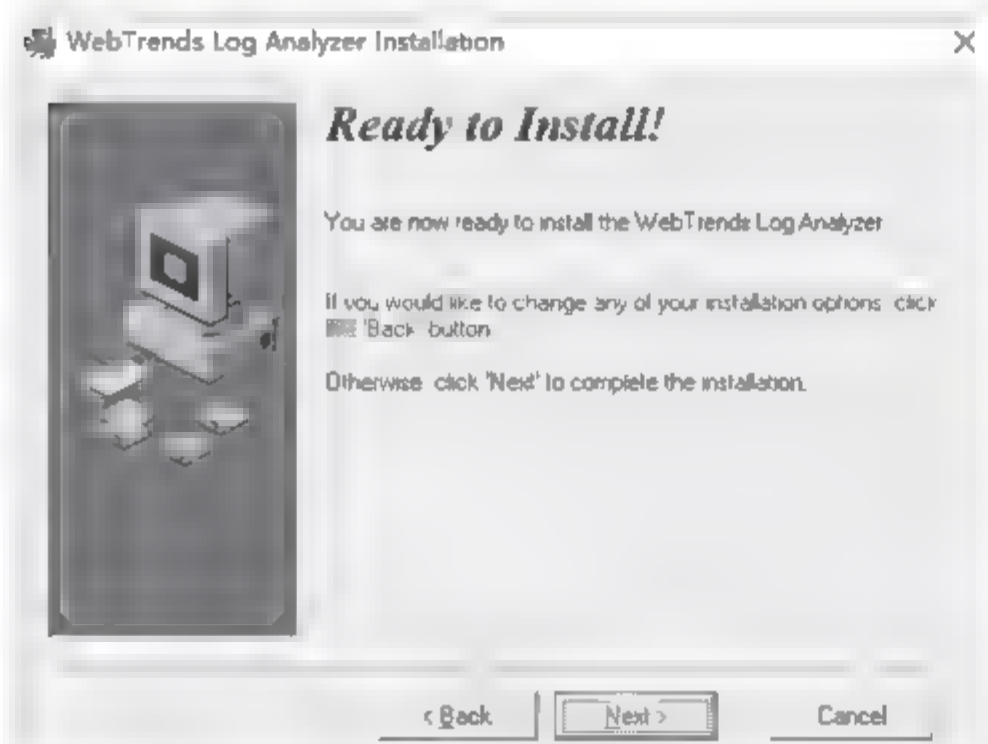 WebTrends Log Analyzer Installation
Ready to Install!
You are now ready to install the WebTrends Log Analyzer
If you would like to change any of your installation options click
'Back' button
Otherwise click 'Next' to complete the installation.
< Back
Next >
Cancel